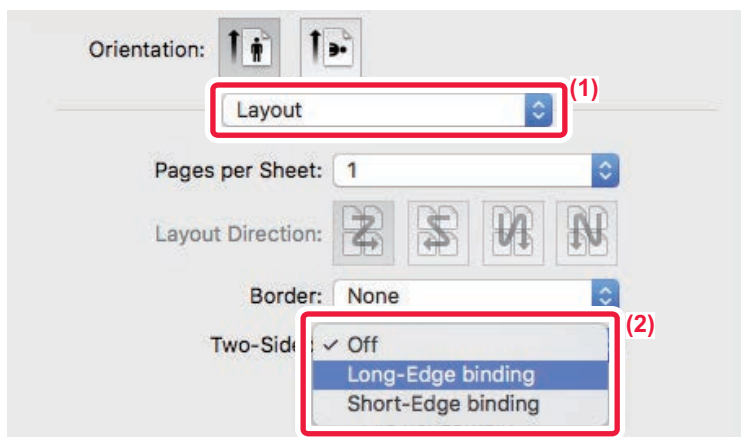 Orientation:
(1)
Layout
Pages per Sheet: 1
Layout Direction:
Border: None
(2)
Two-Side : ✓ Off
Long-Edge binding
Short-Edge binding